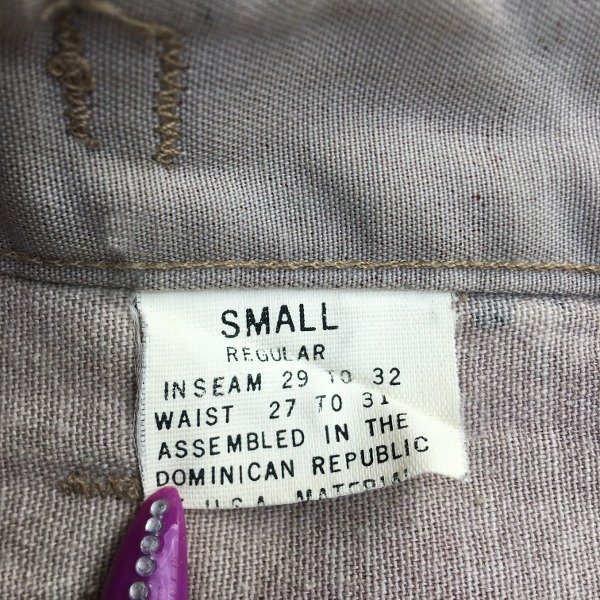 SMALL
REGULAR
INSEAM 29 TO 32
WAIST 27 TO 31
ASSEMBLED IN THE
DOMINICAN REPUBLIC
U.S.A.